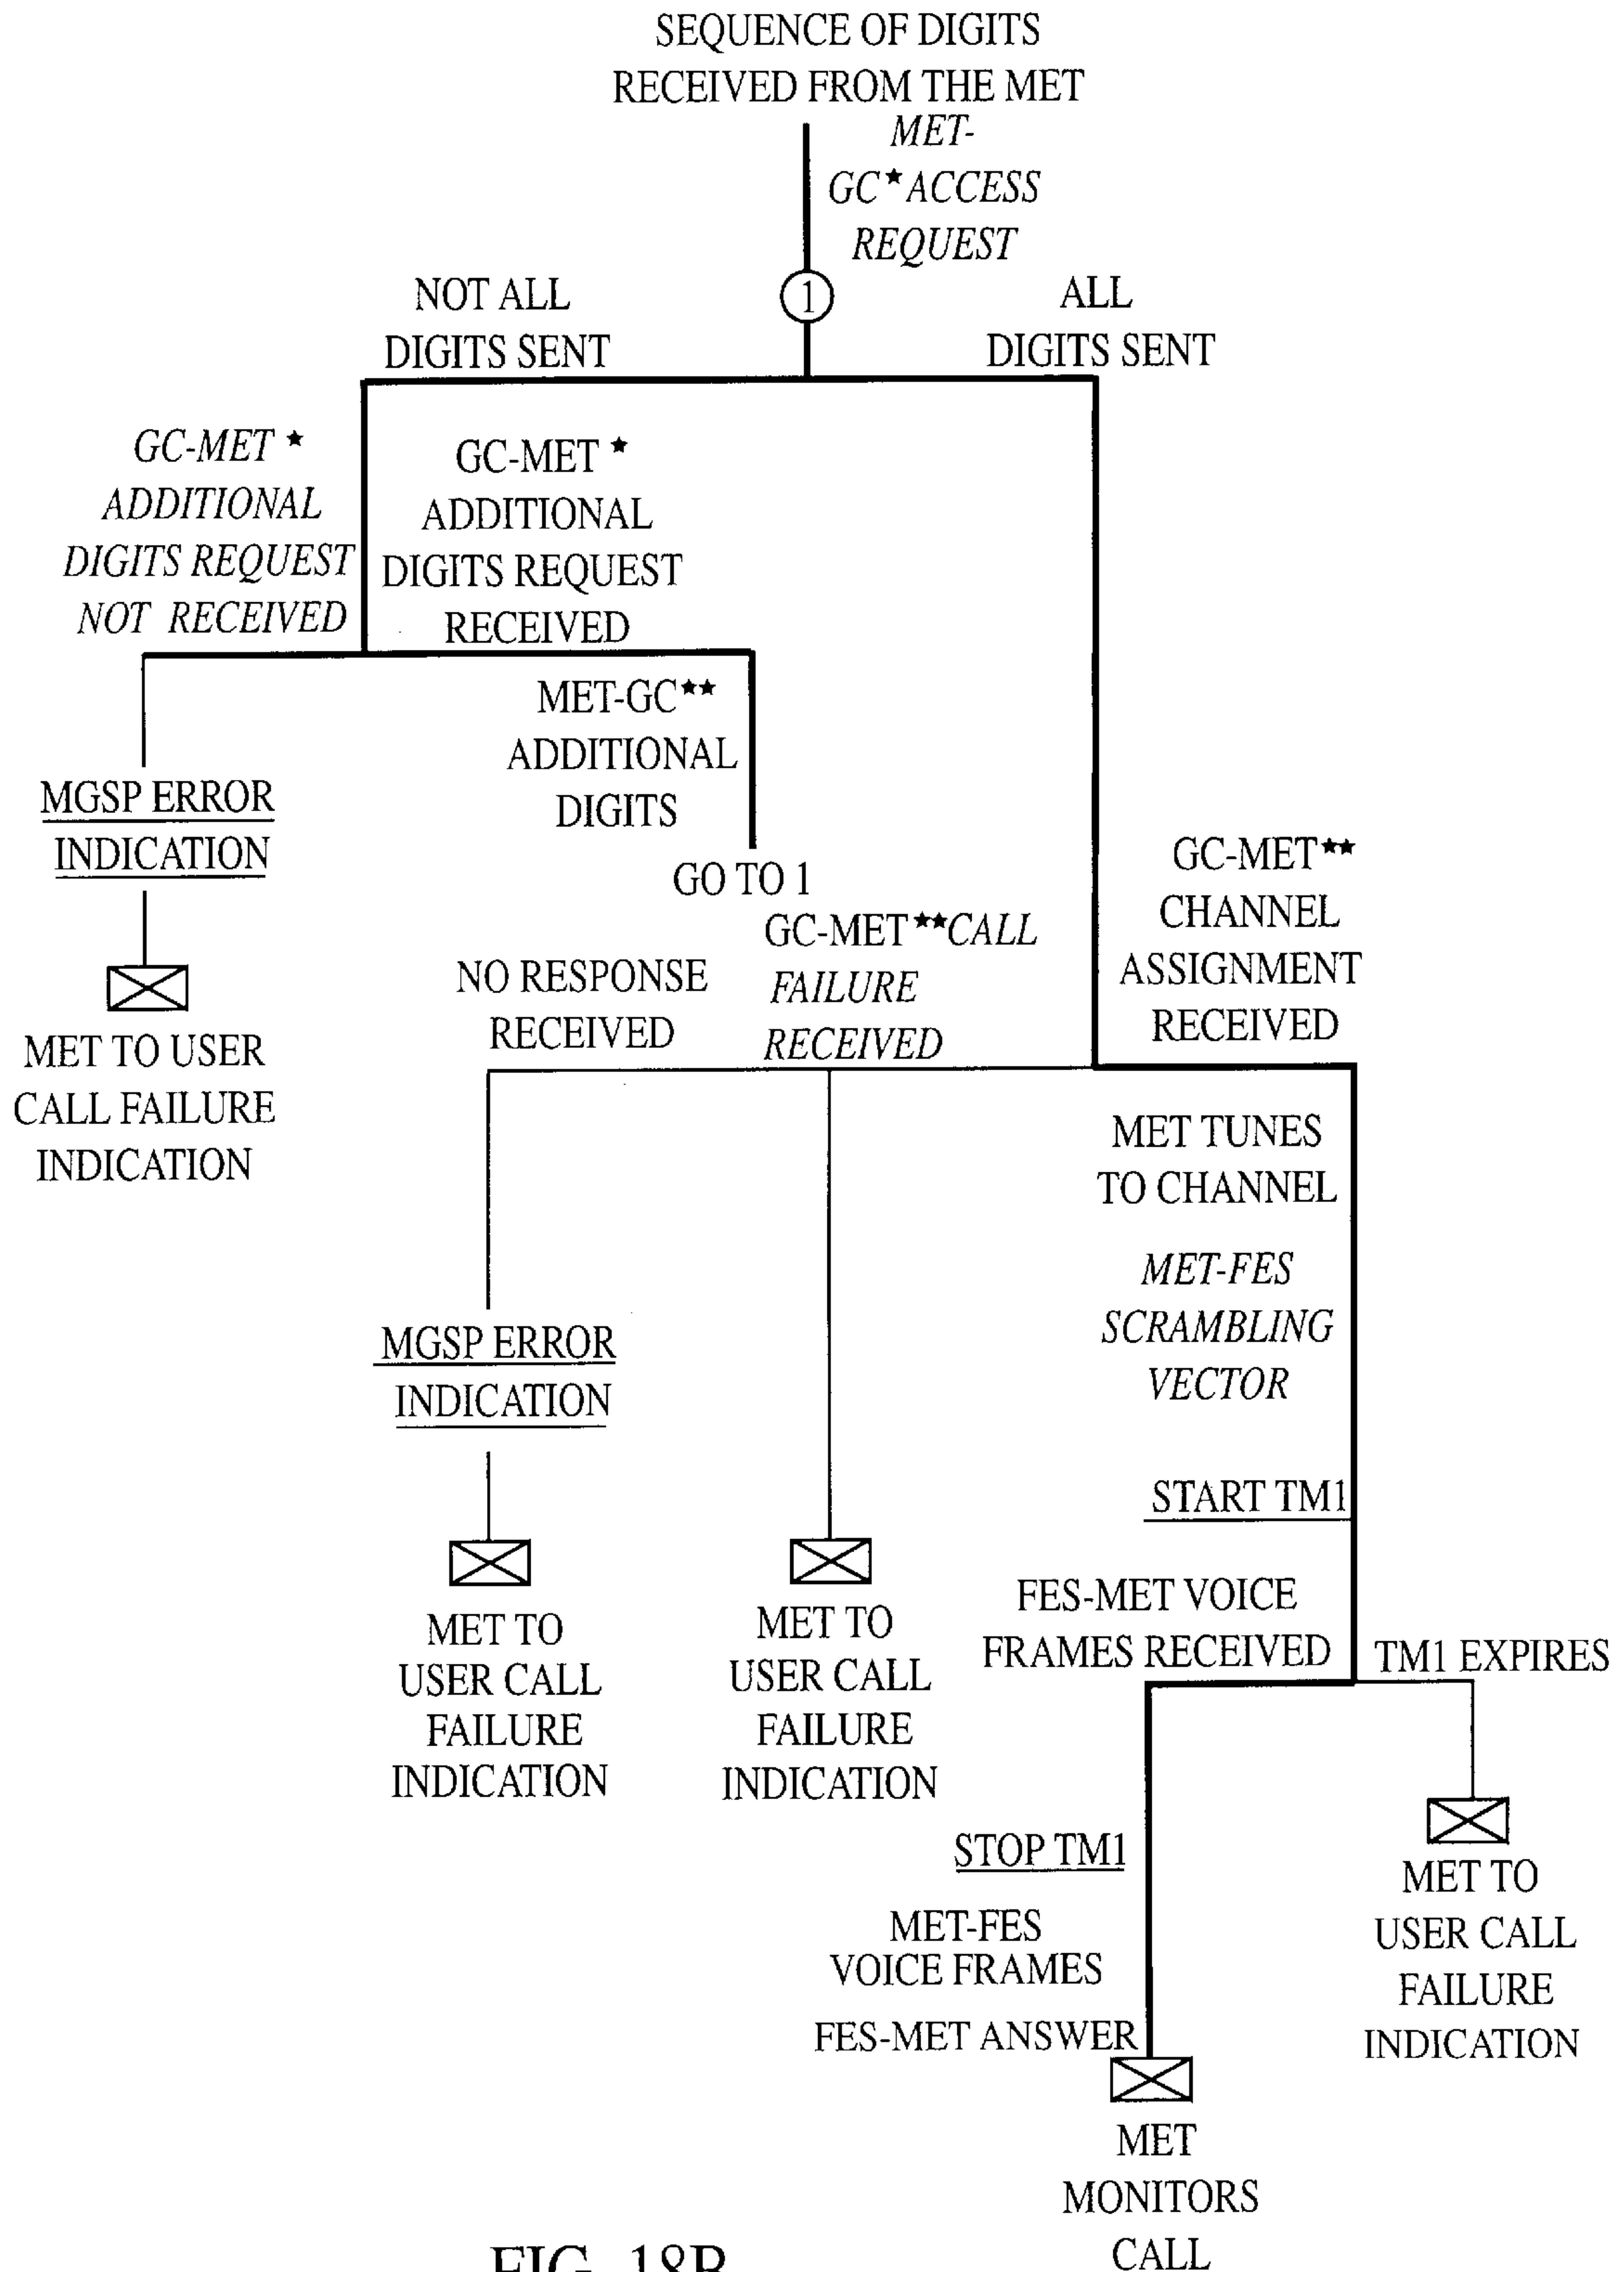 SEQUENCE OF DIGITS
RECEIVED FROM THE MET
MET-
GC★ACCESS
REQUEST
1
NOT ALL
DIGITS SENT
ALL
DIGITS SENT
GC-MET ★
ADDITIONAL
DIGITS REQUEST
NOT RECEIVED
GC-MET ★
ADDITIONAL
DIGITS REQUEST
RECEIVED
MET-GC★★
ADDITIONAL
DIGITS
GO TO 1
MGSP ERROR
INDICATION
MET TO USER
CALL FAILURE
INDICATION
NO RESPONSE
RECEIVED
GC-MET★★CALL
FAILURE
RECEIVED
GC-MET★★
CHANNEL
ASSIGNMENT
RECEIVED
MET TUNES
TO CHANNEL
MET-FES
SCRAMBLING
VECTOR
START TM1
MGSP ERROR
INDICATION
MET TO
USER CALL
FAILURE
INDICATION
MET TO
USER CALL
FAILURE
INDICATION
FES-MET VOICE
FRAMES RECEIVED
TM1 EXPIRES
STOP TM1
MET-FES
VOICE FRAMES
FES-MET ANSWER
MET TO
USER CALL
FAILURE
INDICATION
MET
MONITORS
CALL
FIG. 18B